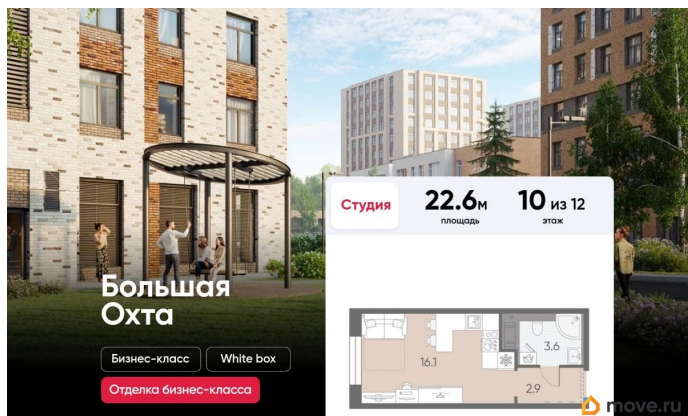 Студия
22.6м
площадь
10 из 12
этаж
Большая
Охта
Бизнес-класс
White box
Отделка бизнес-класса
16.1
3.6
2.9
move.ru